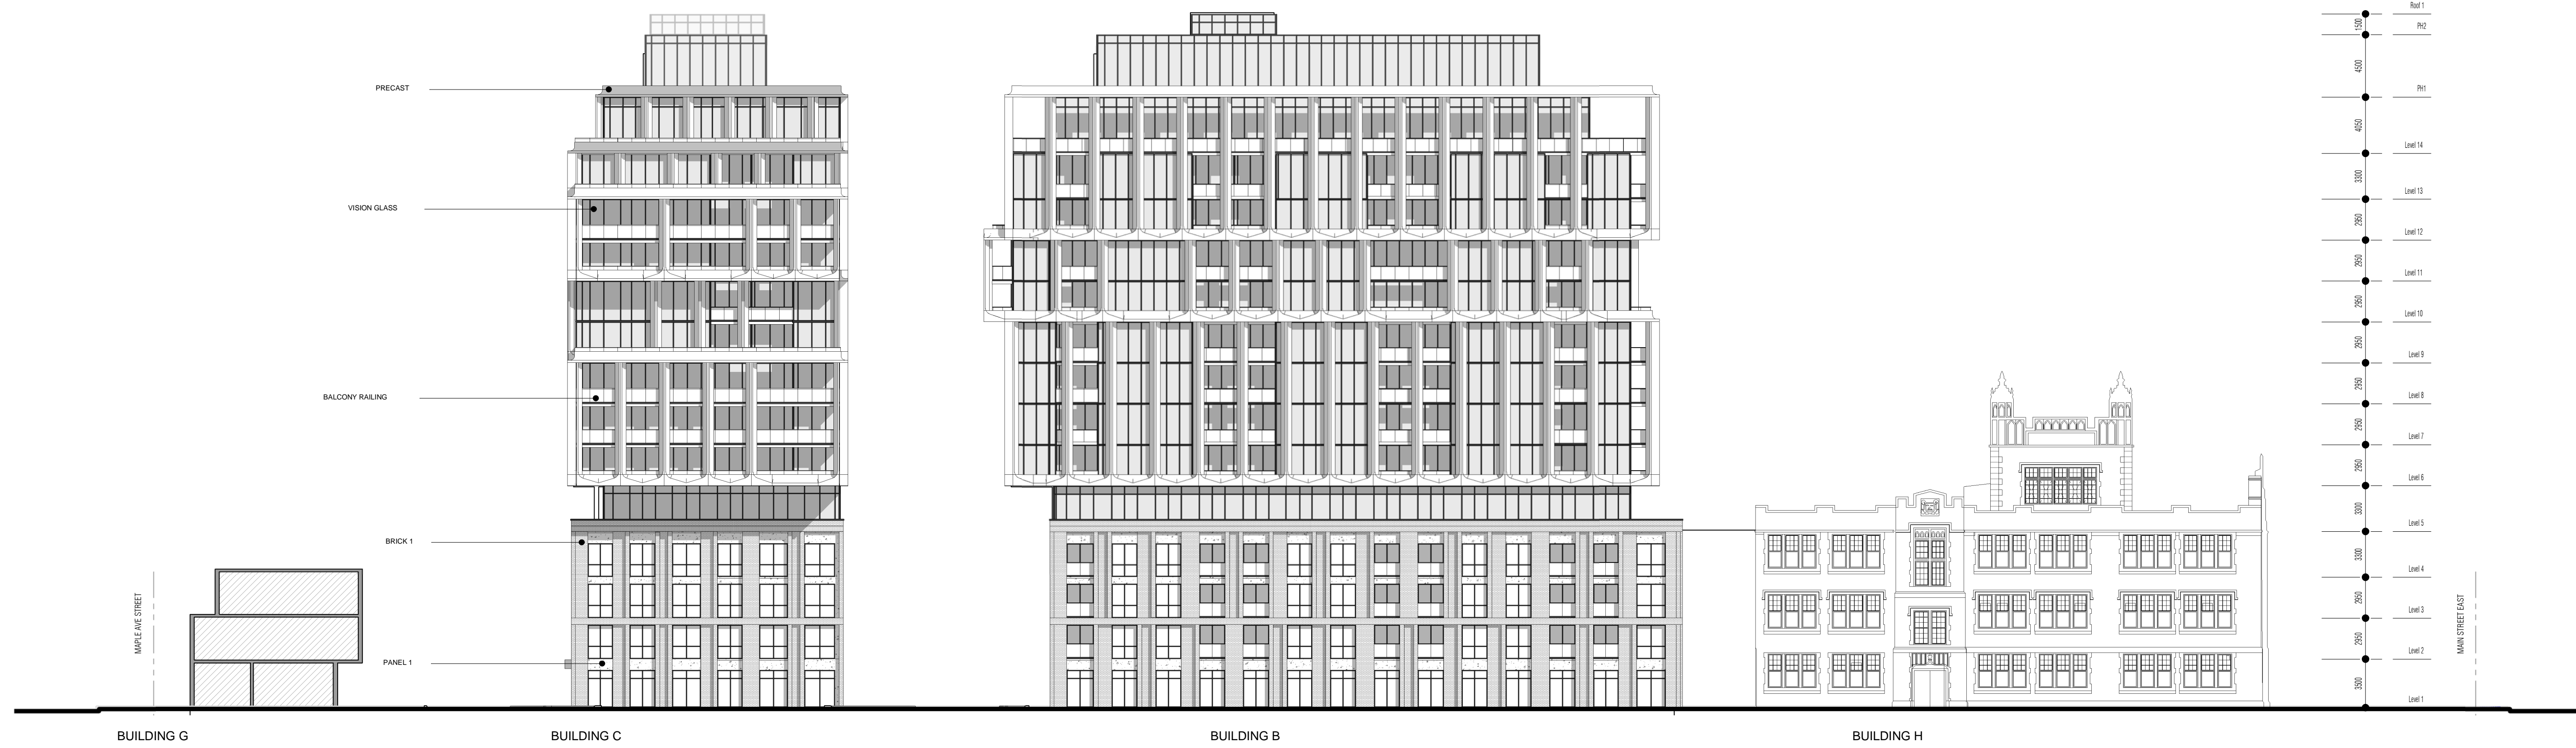 PRECAST
VISION GLASS
BALCONY RAILING
BRICK 1
PANEL 1
MAPLE AVE STREET
BUILDING G
BUILDING C
BUILDING B
BUILDING H
Roof 1
1500
PH2
4500
PH1
4050
Level 14
3300
Level 13
2950
Level 12
2950
Level 11
2950
Level 10
2950
Level 9
2950
Level 8
2950
Level 7
2950
Level 6
3300
Level 5
3300
Level 4
2950
Level 3
2950
Level 2
3500
Level 1
MAIN STREET EAST